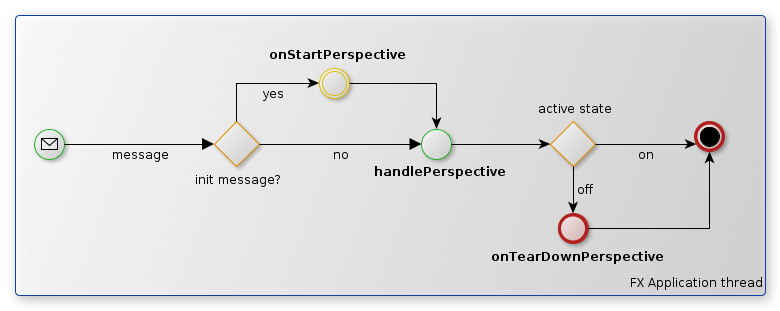 onStartPerspective
yes
active state
message
no
on
handlePerspective
init message?
off
onTearDownPerspective
FX Application thread